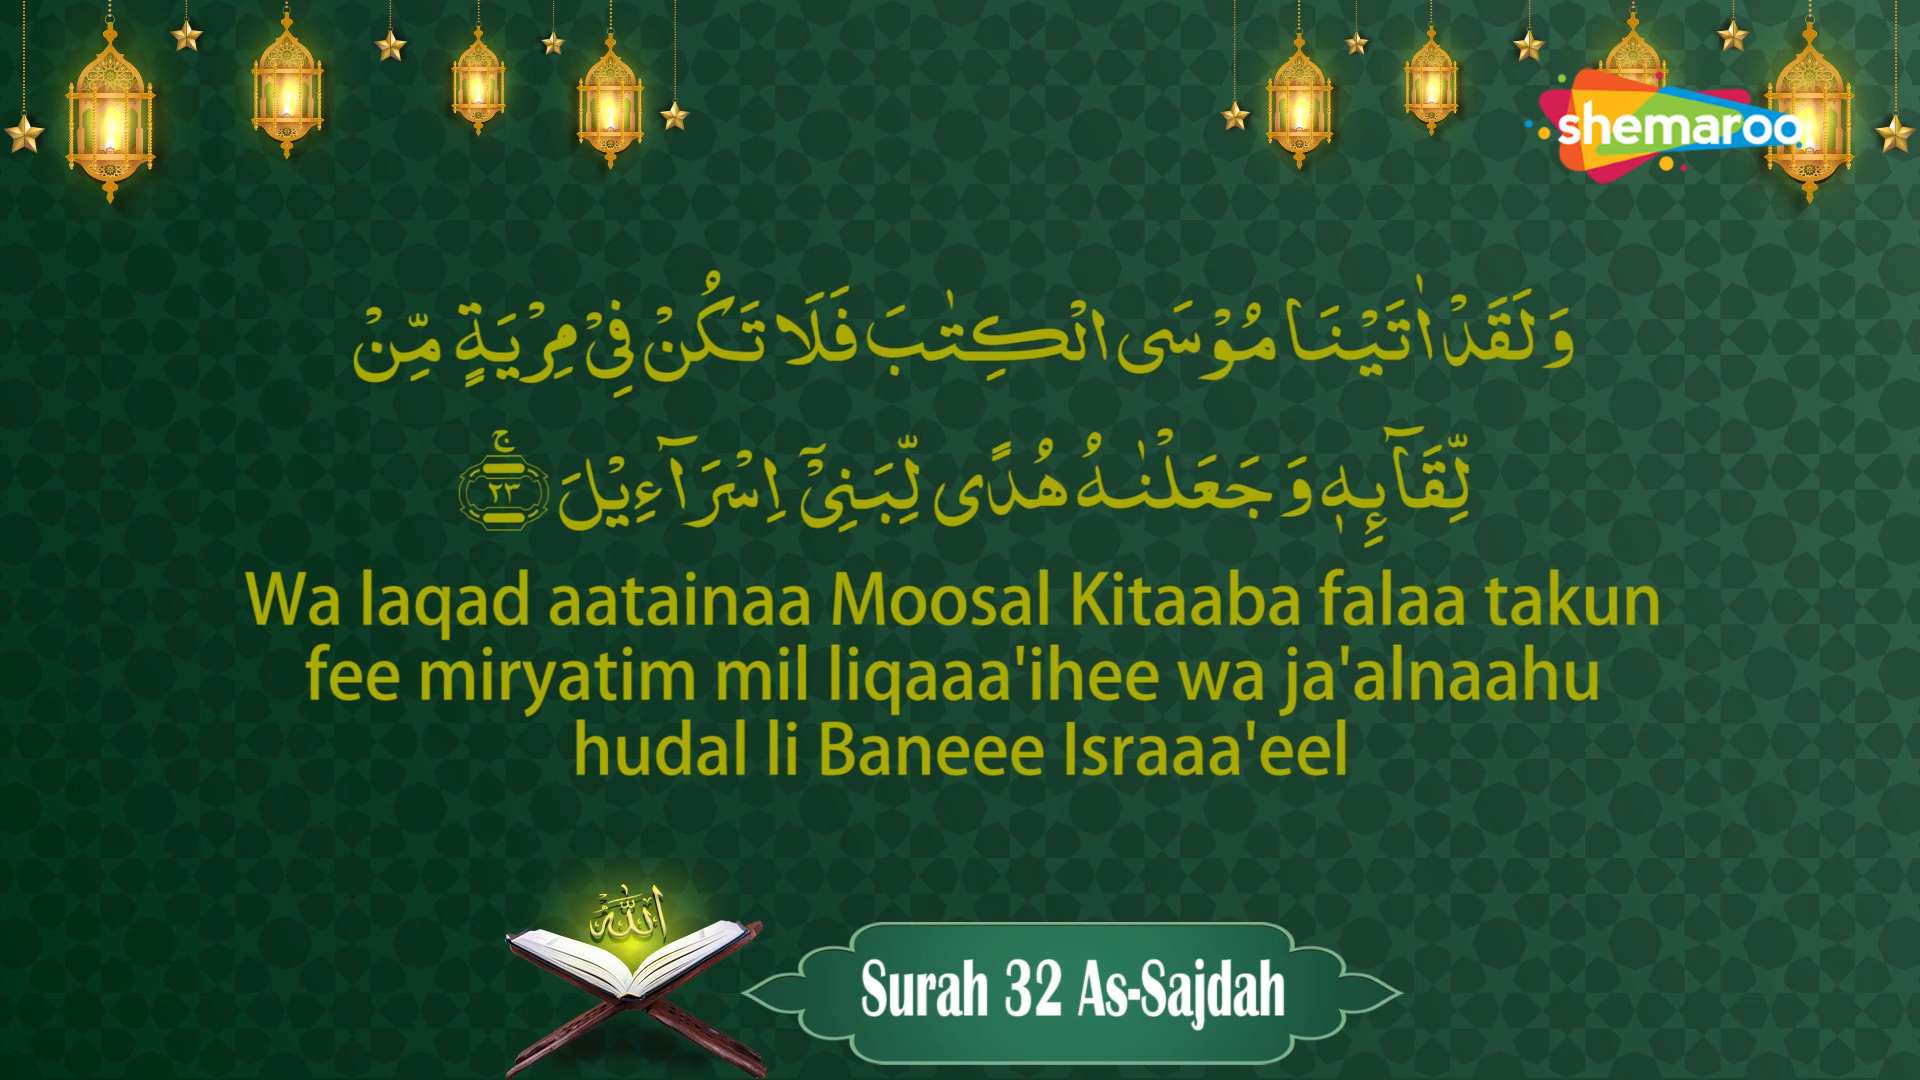 shemaroo
وَلَقَدْ اٰتَيْنَا مُوْسَى الْكِتٰبَ فَلَا تَكُنْ فِيْ مِرْيَةٍ مِّنْ
لِّقَآئِهٖ وَجَعَلْنٰهُ هُدًى لِّبَنِيْٓ اِسْرَآءِيْلَ ۚ ﴿٢٣﴾
Wa laqad aatainaa Moosal Kitaaba falaa takun
fee miryatim mil liqaaa'ihee wa ja'alnaahu
hudal li Baneee Israaa'eel
الله
Surah 32 As-Sajdah